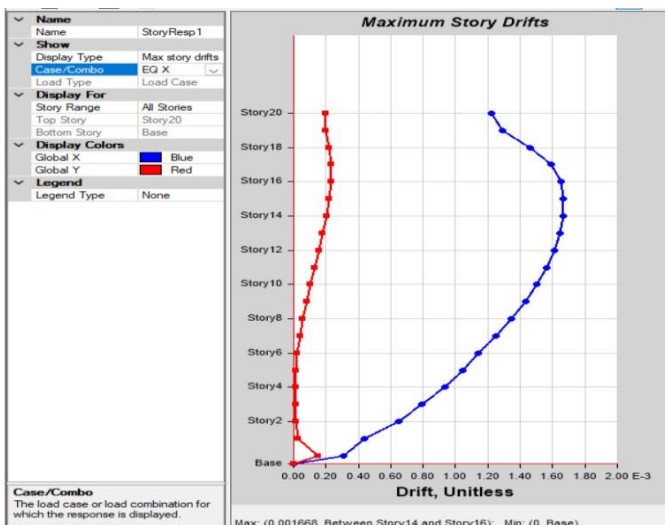 Name
Name StoryResp1
Show
Display Type Max story drifts
Case/Combo EQ X
Load Type Load Case
Display For
Story Range All Stories
Top Story Story20
Bottom Story Base
Display Colors
Global X Blue
Global Y Red
Legend
Legend Type None
Case/Combo
The load case or load combination for
which the response is displayed.
Maximum Story Drifts
Story20
Story18
Story16
Story14
Story12
Story10
Story8
Story6
Story4
Story2
Base
0.00 0.20 0.40 0.60 0.80 1.00 1.20 1.40 1.60 1.80 2.00 E-3
Drift, Unitless
Max: (0.001668, Between Story14 and Story16); Min: (0, Base)